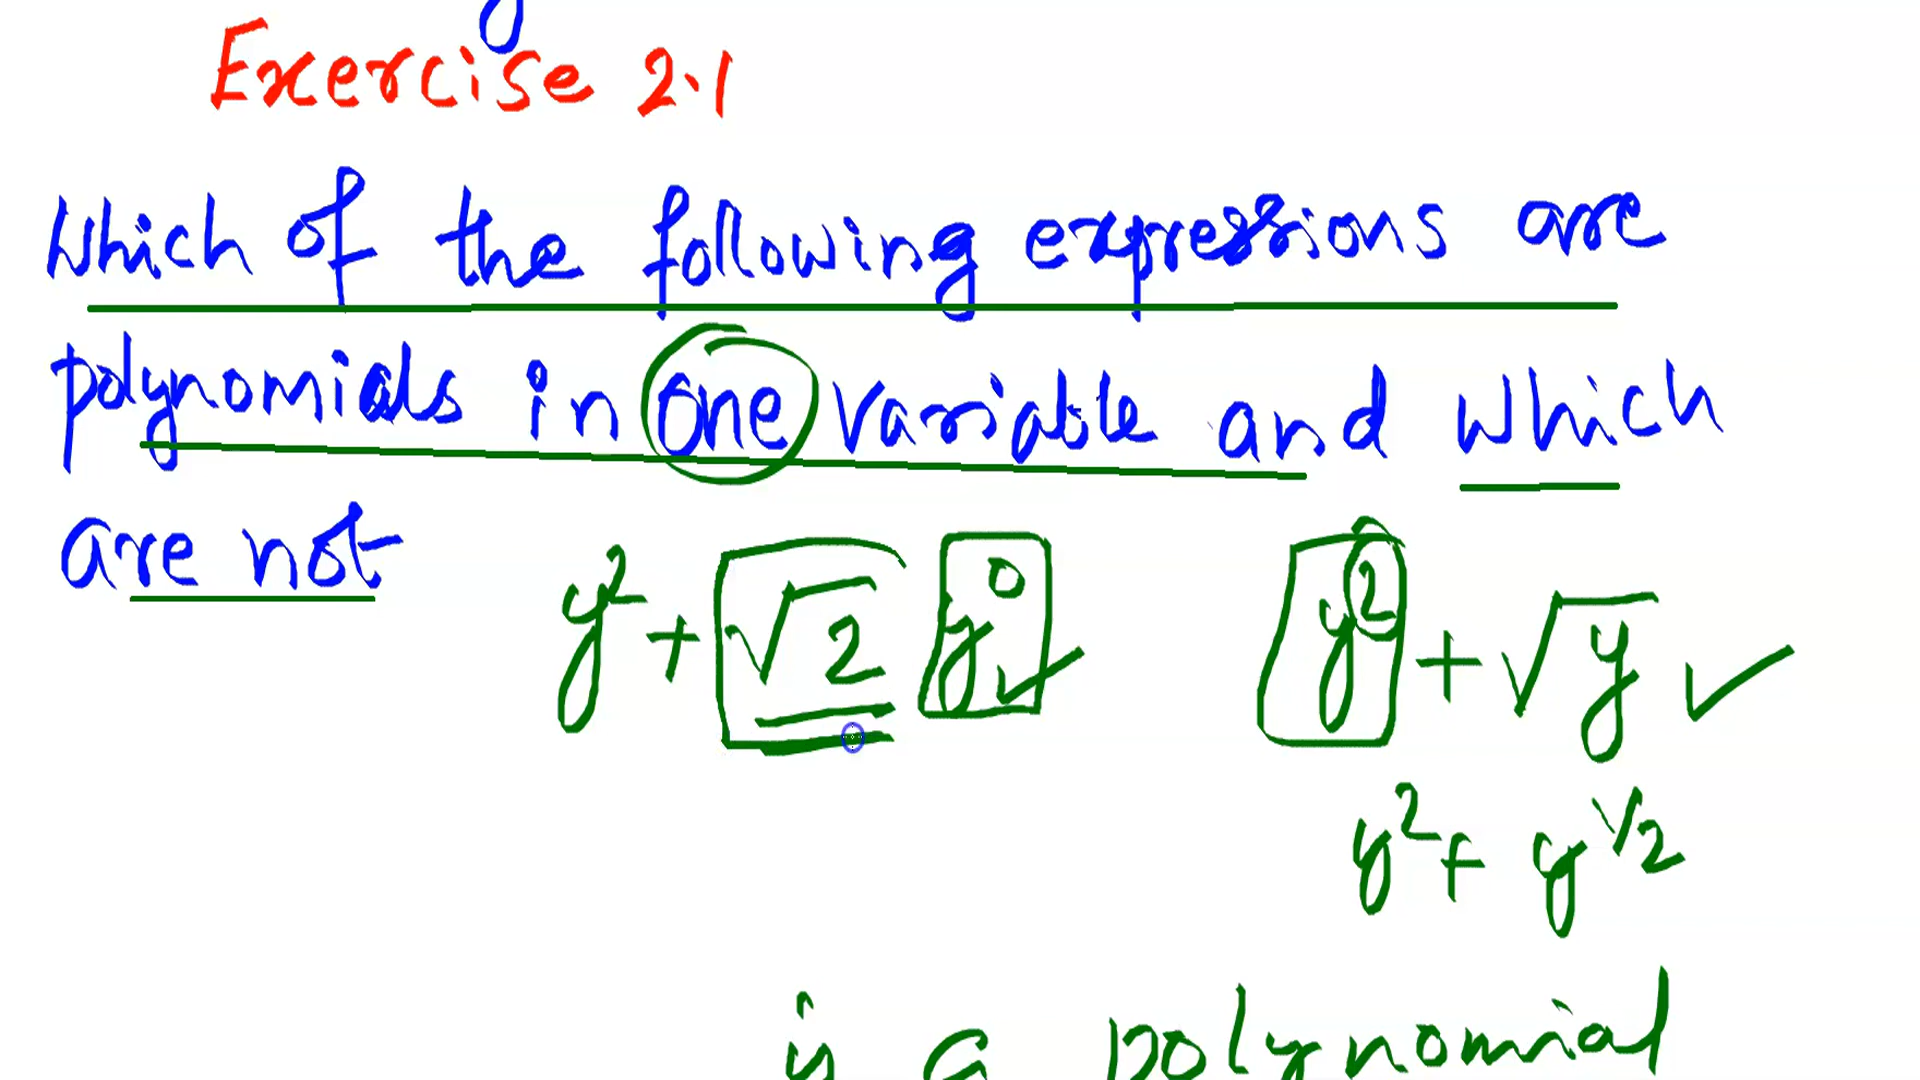 Exercise 2.1
Which of the following expressions are
polynomials in one variable and which
are not
y² + √2 y⁰ ✓
y² + √y ✓
y² + y^1/2
is a polynomial